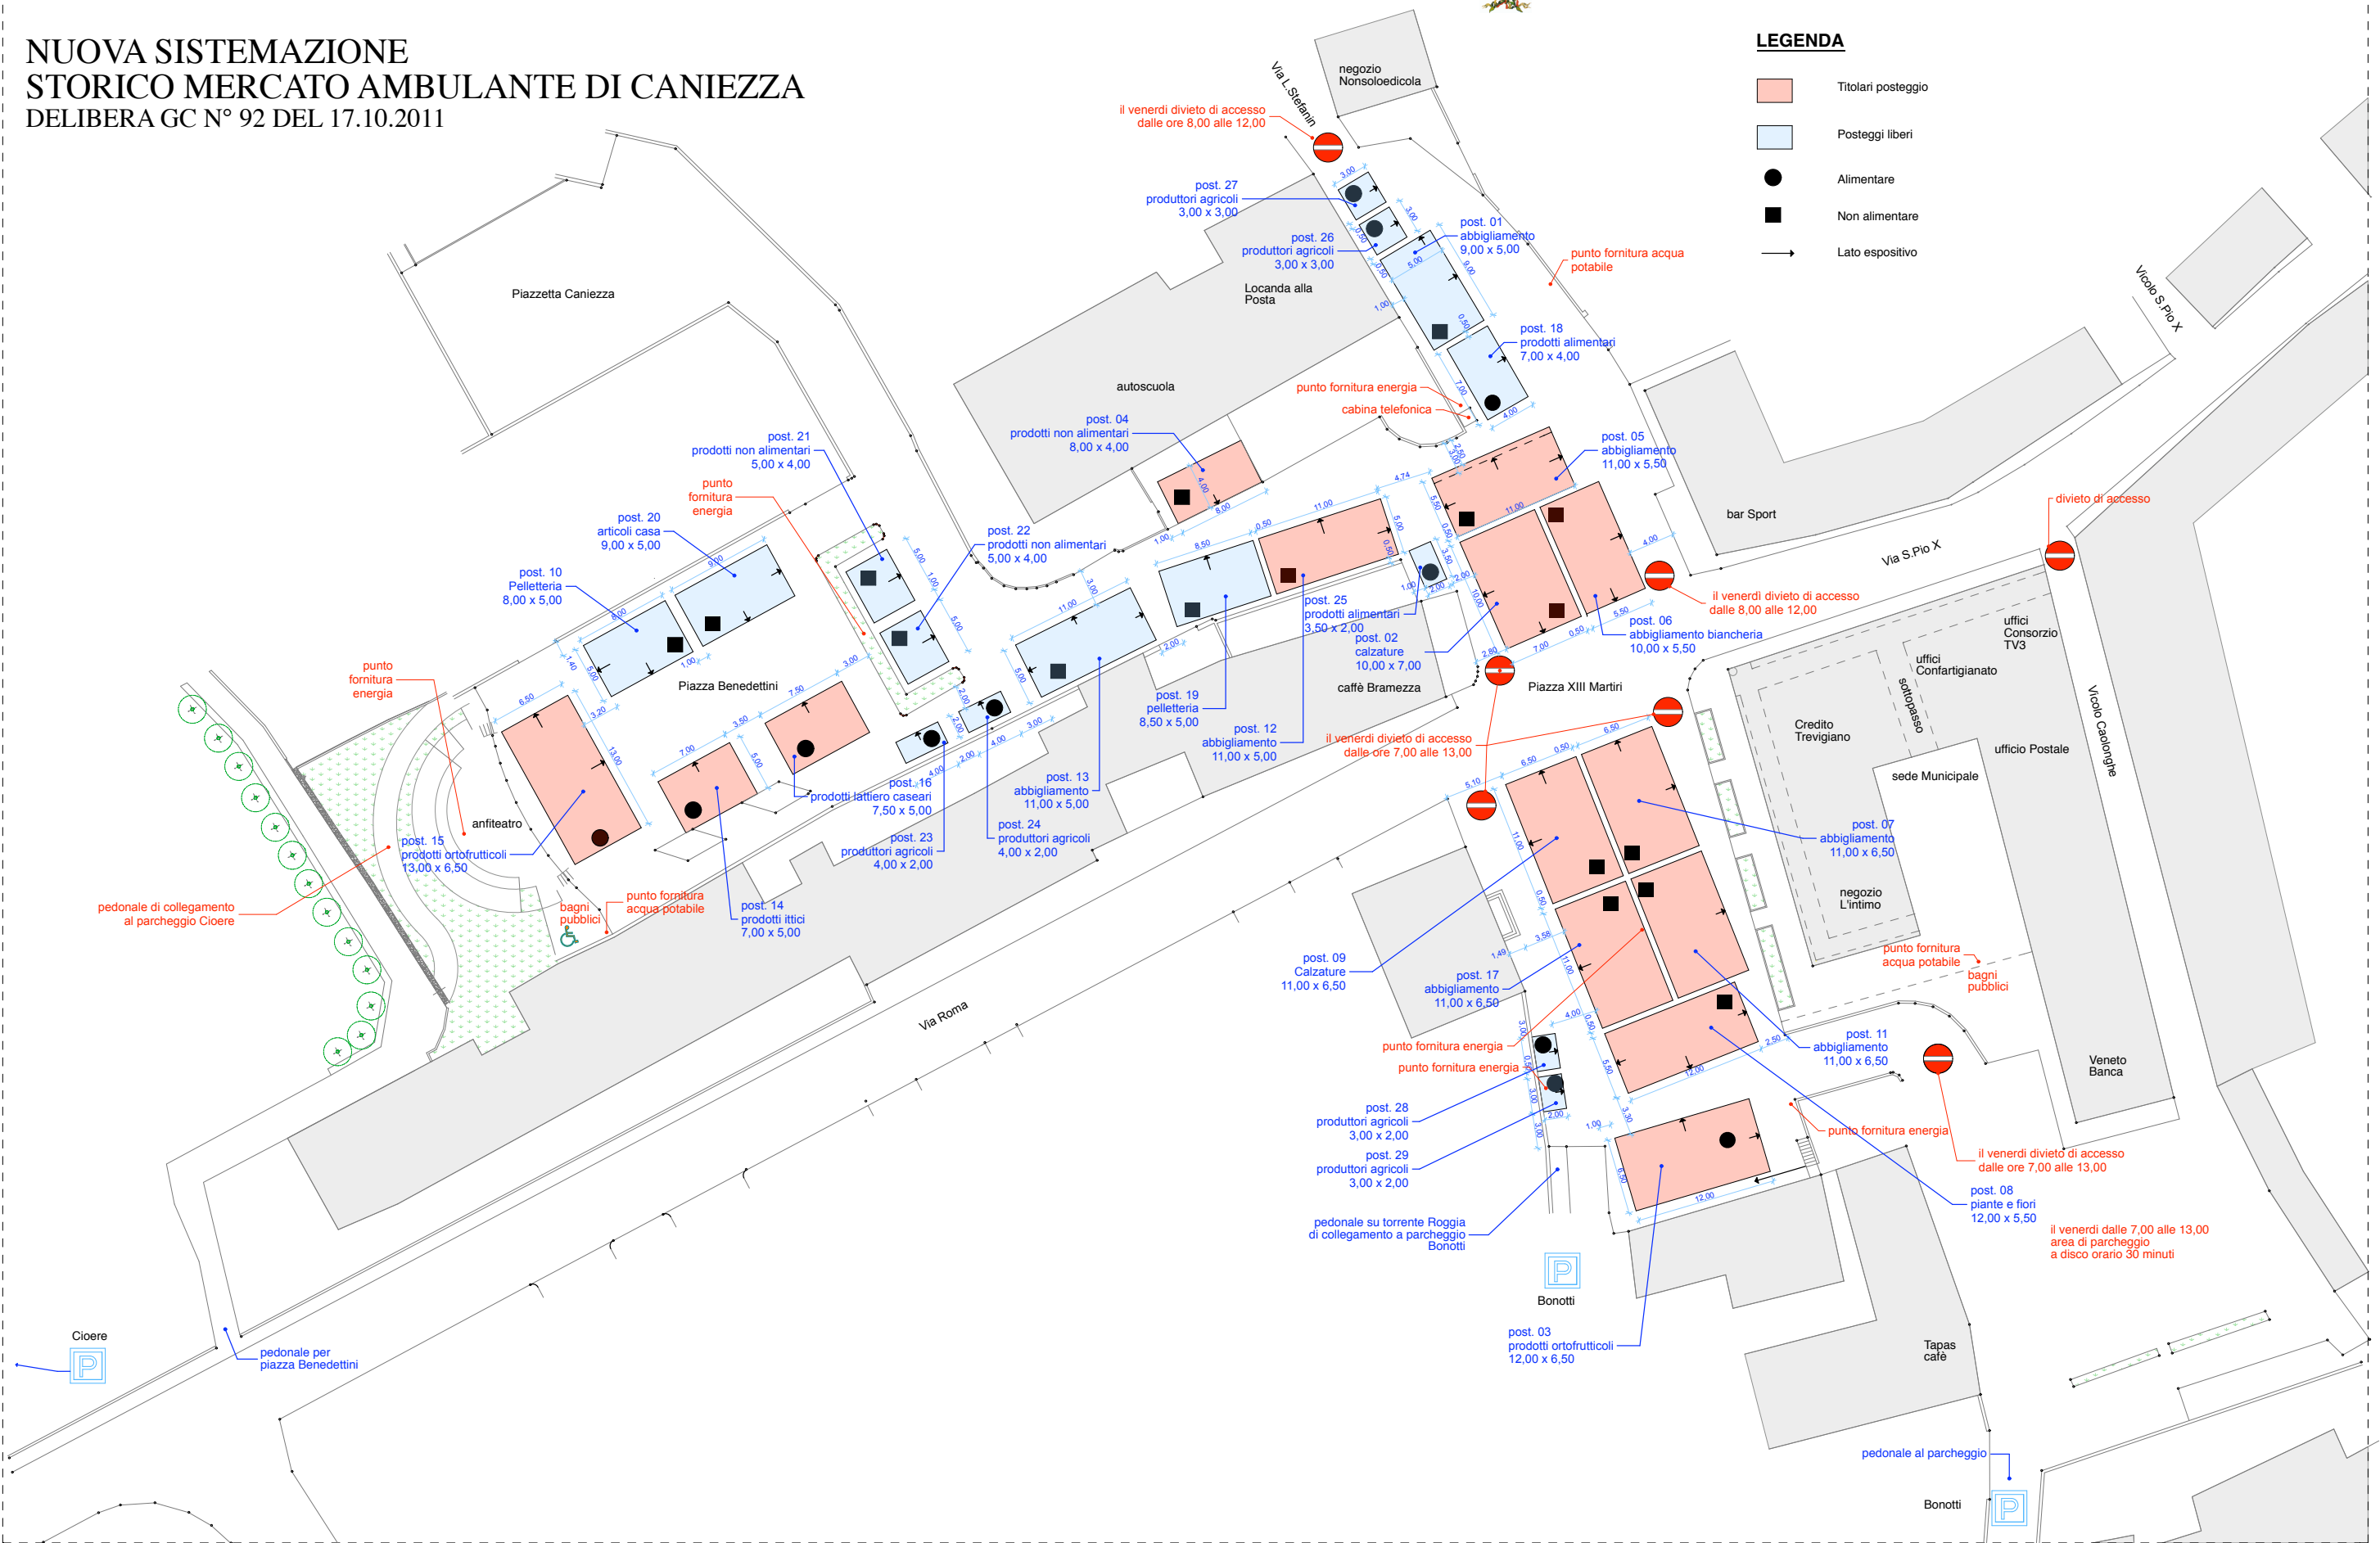 NUOVA SISTEMAZIONE
STORICO MERCATO AMBULANTE DI CANIEZZA
DELIBERA GC N° 92 DEL 17.10.2011
LEGENDA
Titolari posteggio
Posteggi liberi
Alimentare
Non alimentare
Lato espositivo
Via L.Stefanin
negozio
Nonsoloedicola
il venerdi divieto di accesso
dalle ore 8,00 alle 12,00
post. 27
produttori agricoli
3,00 x 3,00
post. 26
produttori agricoli
3,00 x 3,00
post. 01
abbigliamento
9,00 x 5,00
punto fornitura acqua
potabile
Locanda alla
Posta
post. 18
prodotti alimentari
7,00 x 4,00
punto fornitura energia
cabina telefonica
autoscuola
Piazzetta Caniezza
Vicolo S.Pio X
post. 04
prodotti non alimentari
8,00 x 4,00
post. 21
prodotti non alimentari
5,00 x 4,00
punto
fornitura
energia
post. 20
articoli casa
9,00 x 5,00
post. 22
prodotti non alimentari
5,00 x 4,00
post. 10
Pelletteria
8,00 x 5,00
post. 05
abbigliamento
11,00 x 5,50
bar Sport
Via S.Pio X
divieto di accesso
il venerdì divieto di accesso
dalle 8,00 alle 12,00
post. 25
prodotti alimentari
3,50 x 2,00
post. 02
calzature
10,00 x 7,00
post. 06
abbigliamento biancheria
10,00 x 5,50
uffici
Consorzio
TV3
uffici
Confartigianato
sottopasso
Vicolo Caolonghe
punto
fornitura
energia
Piazza Benedettini
caffè Bramezza
Piazza XIII Martiri
post. 19
pelletteria
8,50 x 5,00
post. 12
abbigliamento
11,00 x 5,00
il venerdi divieto di accesso
dalle ore 7,00 alle 13,00
Credito
Trevigiano
ufficio Postale
sede Municipale
post. 16
prodotti lattiero caseari
7,50 x 5,00
post. 13
abbigliamento
11,00 x 5,00
post. 23
produttori agricoli
4,00 x 2,00
post. 24
produttori agricoli
4,00 x 2,00
anfiteatro
post. 15
prodotti ortofrutticoli
13,00 x 6,50
post. 07
abbigliamento
11,00 x 6,50
negozio
L'intimo
pedonale di collegamento
al parcheggio Cioere
bagni
pubblici
punto fornitura
acqua potabile
post. 14
prodotti ittici
7,00 x 5,00
post. 09
Calzature
11,00 x 6,50
post. 17
abbigliamento
11,00 x 6,50
punto fornitura
acqua potabile
bagni
pubblici
Via Roma
punto fornitura energia
punto fornitura energia
post. 11
abbigliamento
11,00 x 6,50
Veneto
Banca
post. 28
produttori agricoli
3,00 x 2,00
post. 29
produttori agricoli
3,00 x 2,00
punto fornitura energia
il venerdi divieto di accesso
dalle ore 7,00 alle 13,00
post. 08
piante e fiori
12,00 x 5,50
il venerdi dalle 7,00 alle 13,00
area di parcheggio
a disco orario 30 minuti
pedonale su torrente Roggia
di collegamento a parcheggio
Bonotti
P
Bonotti
post. 03
prodotti ortofrutticoli
12,00 x 6,50
Cioere
P
pedonale per
piazza Benedettini
Tapas
cafè
pedonale al parcheggio
Bonotti
P